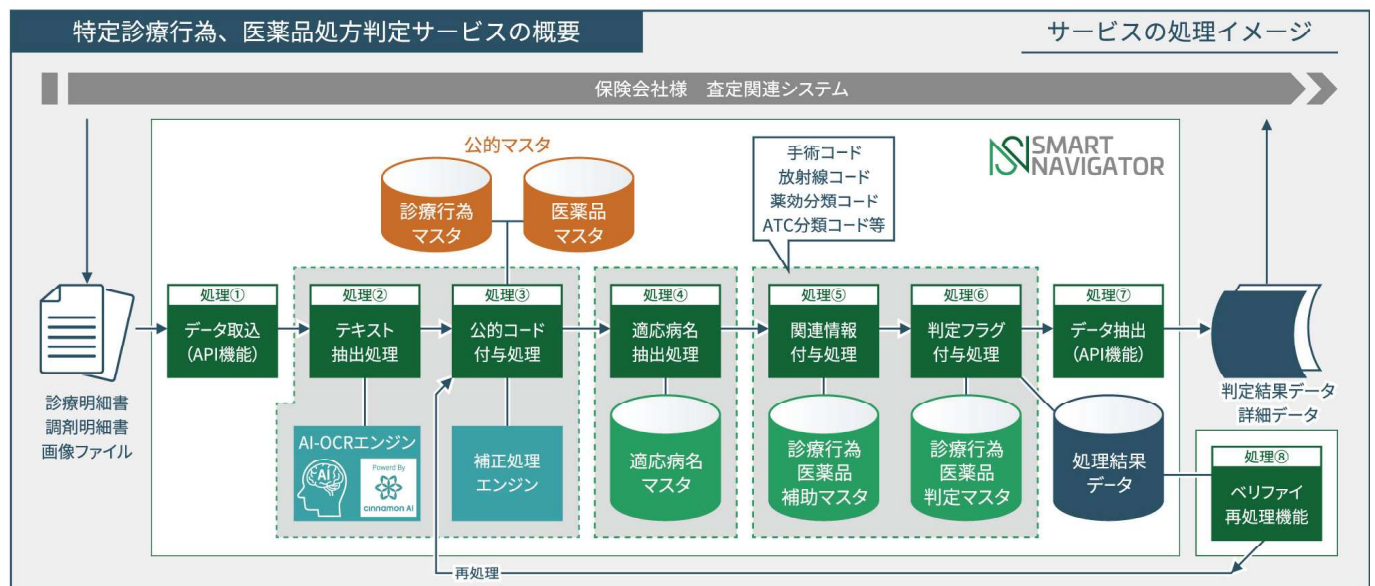 特定診療行為、医薬品処方判定サービスの概要
サービスの処理イメージ
保険会社様　査定関連システム
公的マスタ
診療行為
マスタ
医薬品
マスタ
手術コード
放射線コード
薬効分類コード
ATC分類コード等
SMART
NAVIGATOR
診療明細書
調剤明細書
画像ファイル
処理①
データ取込
（API機能）
処理②
テキスト
抽出処理
処理③
公的コード
付与処理
処理④
適応病名
抽出処理
処理⑤
関連情報
付与処理
処理⑥
判定フラグ
付与処理
処理⑦
データ抽出
（API機能）
判定結果データ
詳細データ
AI-OCRエンジン
AI
Powered By
cinnamon AI
補正処理
エンジン
適応病名
マスタ
診療行為
医薬品
補助マスタ
診療行為
医薬品
判定マスタ
処理結果
データ
処理⑧
ベリファイ
再処理機能
再処理